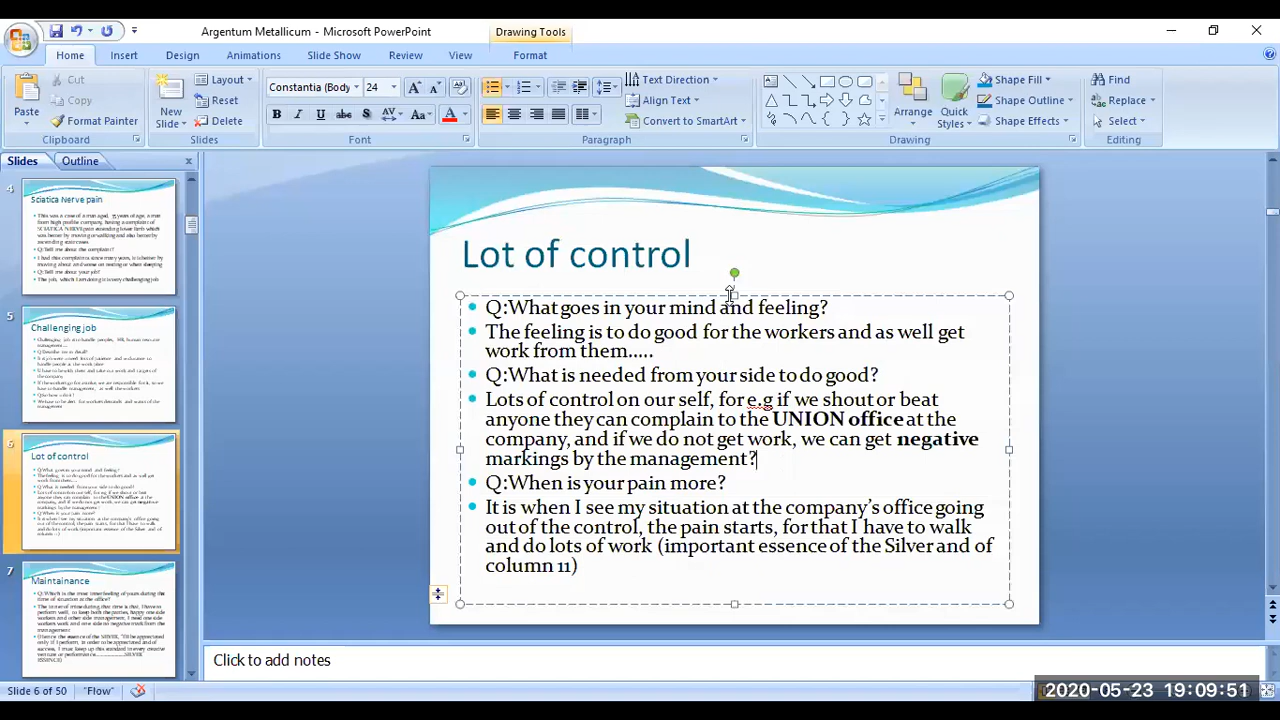 Argentum Metallicum - Microsoft PowerPoint
Drawing Tools
Home Insert Design Animations Slide Show Review View Format
Paste
Cut
Copy
Format Painter
Clipboard
New Slide
Layout
Reset
Delete
Slides
Constantia (Body 24
B I U abc S AV Aa A
Font
Text Direction
Align Text
Convert to SmartArt
Paragraph
Arrange
Quick Styles
Shape Fill
Shape Outline
Shape Effects
Drawing
Find
Replace
Select
Editing
Slides Outline
4
Sciatica Nerve pain
5
Challenging job
6
Lot of control
7
Maintainance
Lot of control
Q:What goes in your mind and feeling?
The feeling is to do good for the workers and as well get
work from them.....
Q:What is needed from your side to do good?
Lots of control on our self, for e.g if we shout or beat
anyone they can complain to the UNION office at the
company, and if we do not get work, we can get negative
markings by the management?
Q:When is your pain more?
It is when I see my situation at the company's office going
out of the control, the pain starts, for that I have to walk
and do lots of work (important essence of the Silver and of
column 11)
Click to add notes
Slide 6 of 50
"Flow"
2020-05-23 19:09:51